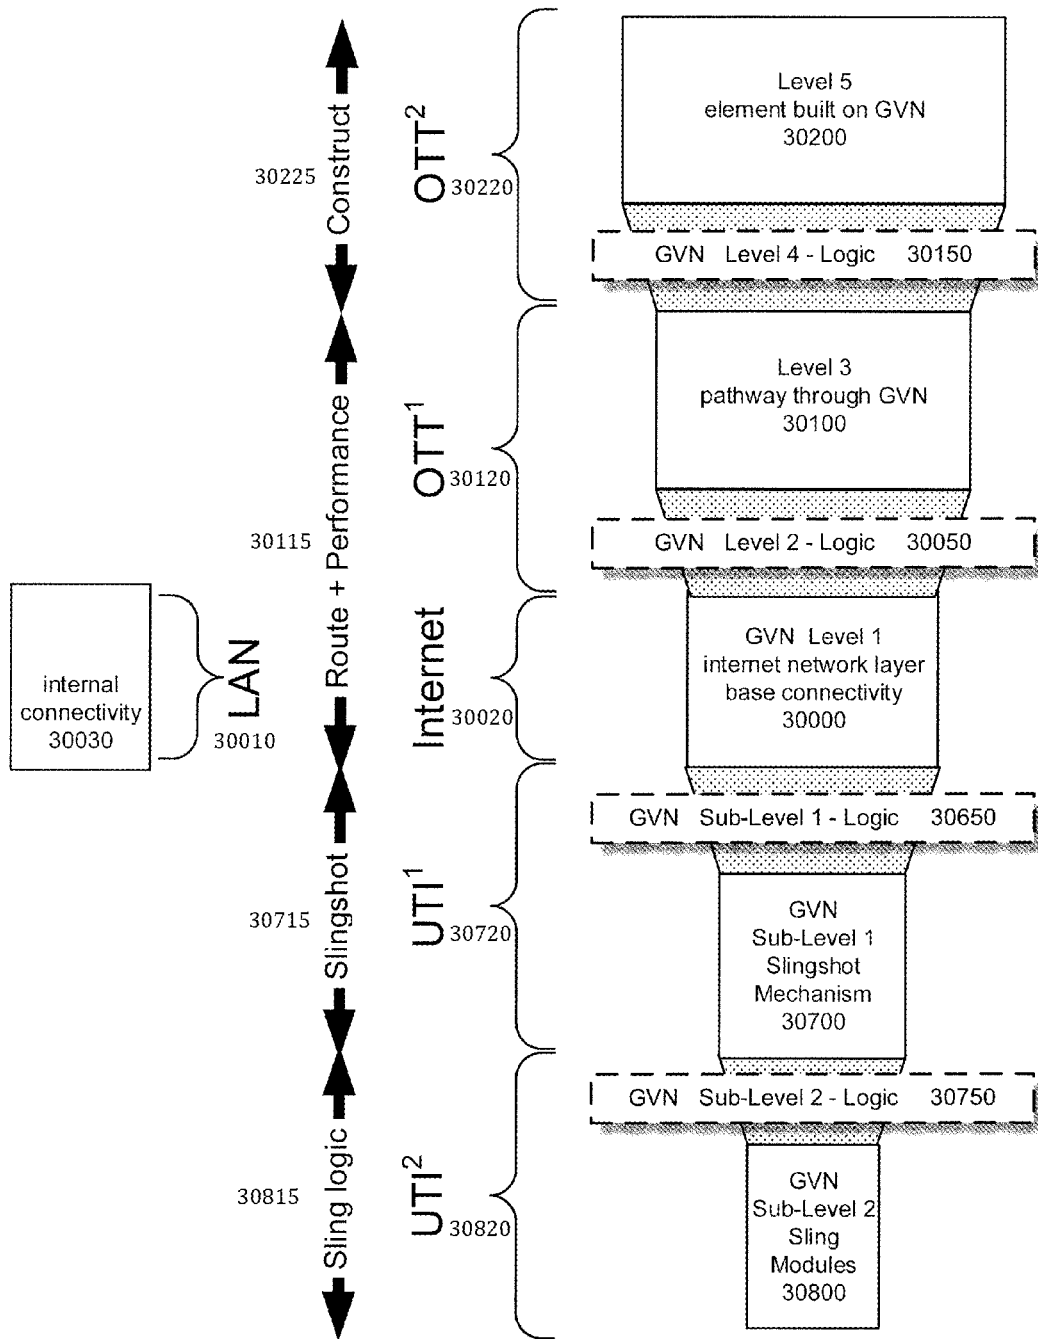 Level 5
element built on GVN
30200
OTT2
30220
30225
Construct
GVN Level 4 - Logic 30150
Level 3
pathway through GVN
30100
OTT1
30120
30115
Route + Performance
GVN Level 2 - Logic 30050
GVN Level 1
internet network layer
base connectivity
30000
Internet
30020
LAN
30010
internal
connectivity
30030
GVN Sub-Level 1 - Logic 30650
GVN
Sub-Level 1
Slingshot
Mechanism
30700
UTI1
30720
30715
Slingshot
GVN Sub-Level 2 - Logic 30750
GVN
Sub-Level 2
Sling
Modules
30800
UTI2
30820
30815
Sling logic